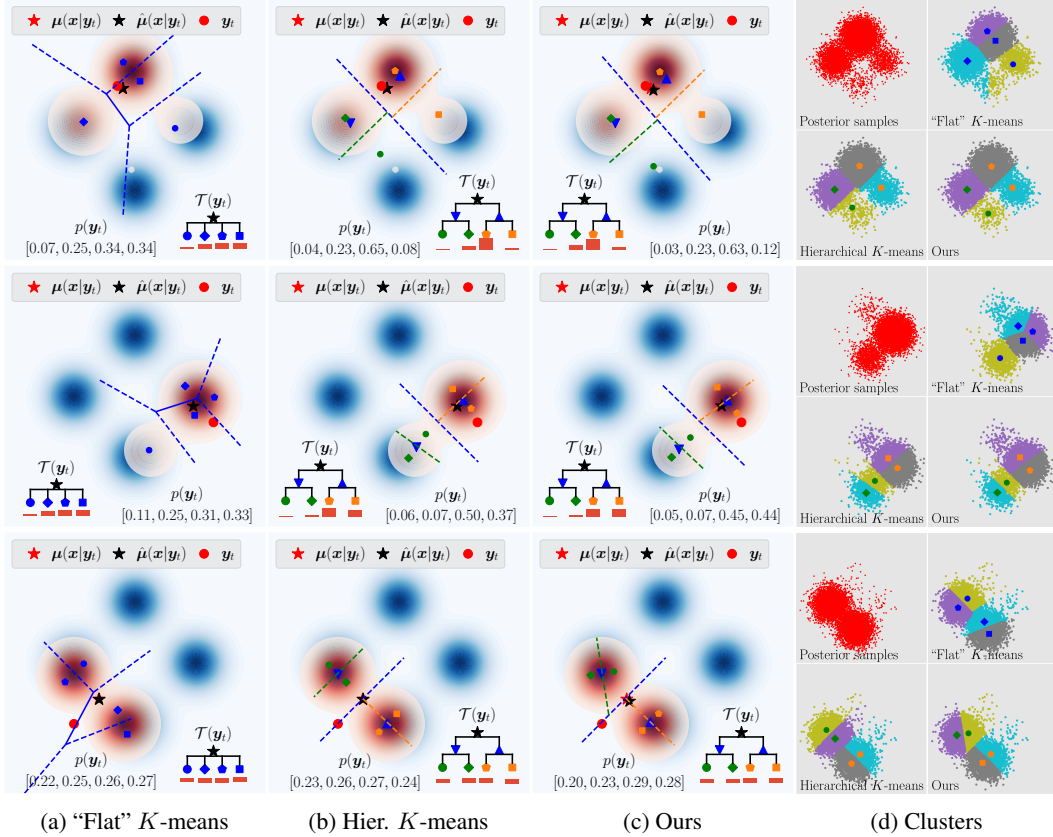 μ(x|y_t) μ̂(x|y_t) y_t
μ(x|y_t) μ̂(x|y_t) y_t
μ(x|y_t) μ̂(x|y_t) y_t
T(y_t)
T(y_t)
T(y_t)
p(y_t)
p(y_t)
p(y_t)
[0.07, 0.25, 0.34, 0.34]
[0.04, 0.23, 0.65, 0.08]
[0.03, 0.23, 0.63, 0.12]
Posterior samples
"Flat" K-means
Hierarchical K-means
Ours
μ(x|y_t) μ̂(x|y_t) y_t
μ(x|y_t) μ̂(x|y_t) y_t
μ(x|y_t) μ̂(x|y_t) y_t
T(y_t)
T(y_t)
T(y_t)
p(y_t)
p(y_t)
p(y_t)
[0.11, 0.25, 0.31, 0.33]
[0.06, 0.07, 0.50, 0.37]
[0.05, 0.07, 0.45, 0.44]
Posterior samples
"Flat" K-means
Hierarchical K-means
Ours
μ(x|y_t) μ̂(x|y_t) y_t
μ(x|y_t) μ̂(x|y_t) y_t
μ(x|y_t) μ̂(x|y_t) y_t
T(y_t)
T(y_t)
T(y_t)
p(y_t)
p(y_t)
p(y_t)
[0.22, 0.25, 0.26, 0.27]
[0.23, 0.26, 0.27, 0.24]
[0.20, 0.23, 0.29, 0.28]
Posterior samples
"Flat" K-means
Hierarchical K-means
Ours
(a) "Flat" K-means
(b) Hier. K-means
(c) Ours
(d) Clusters